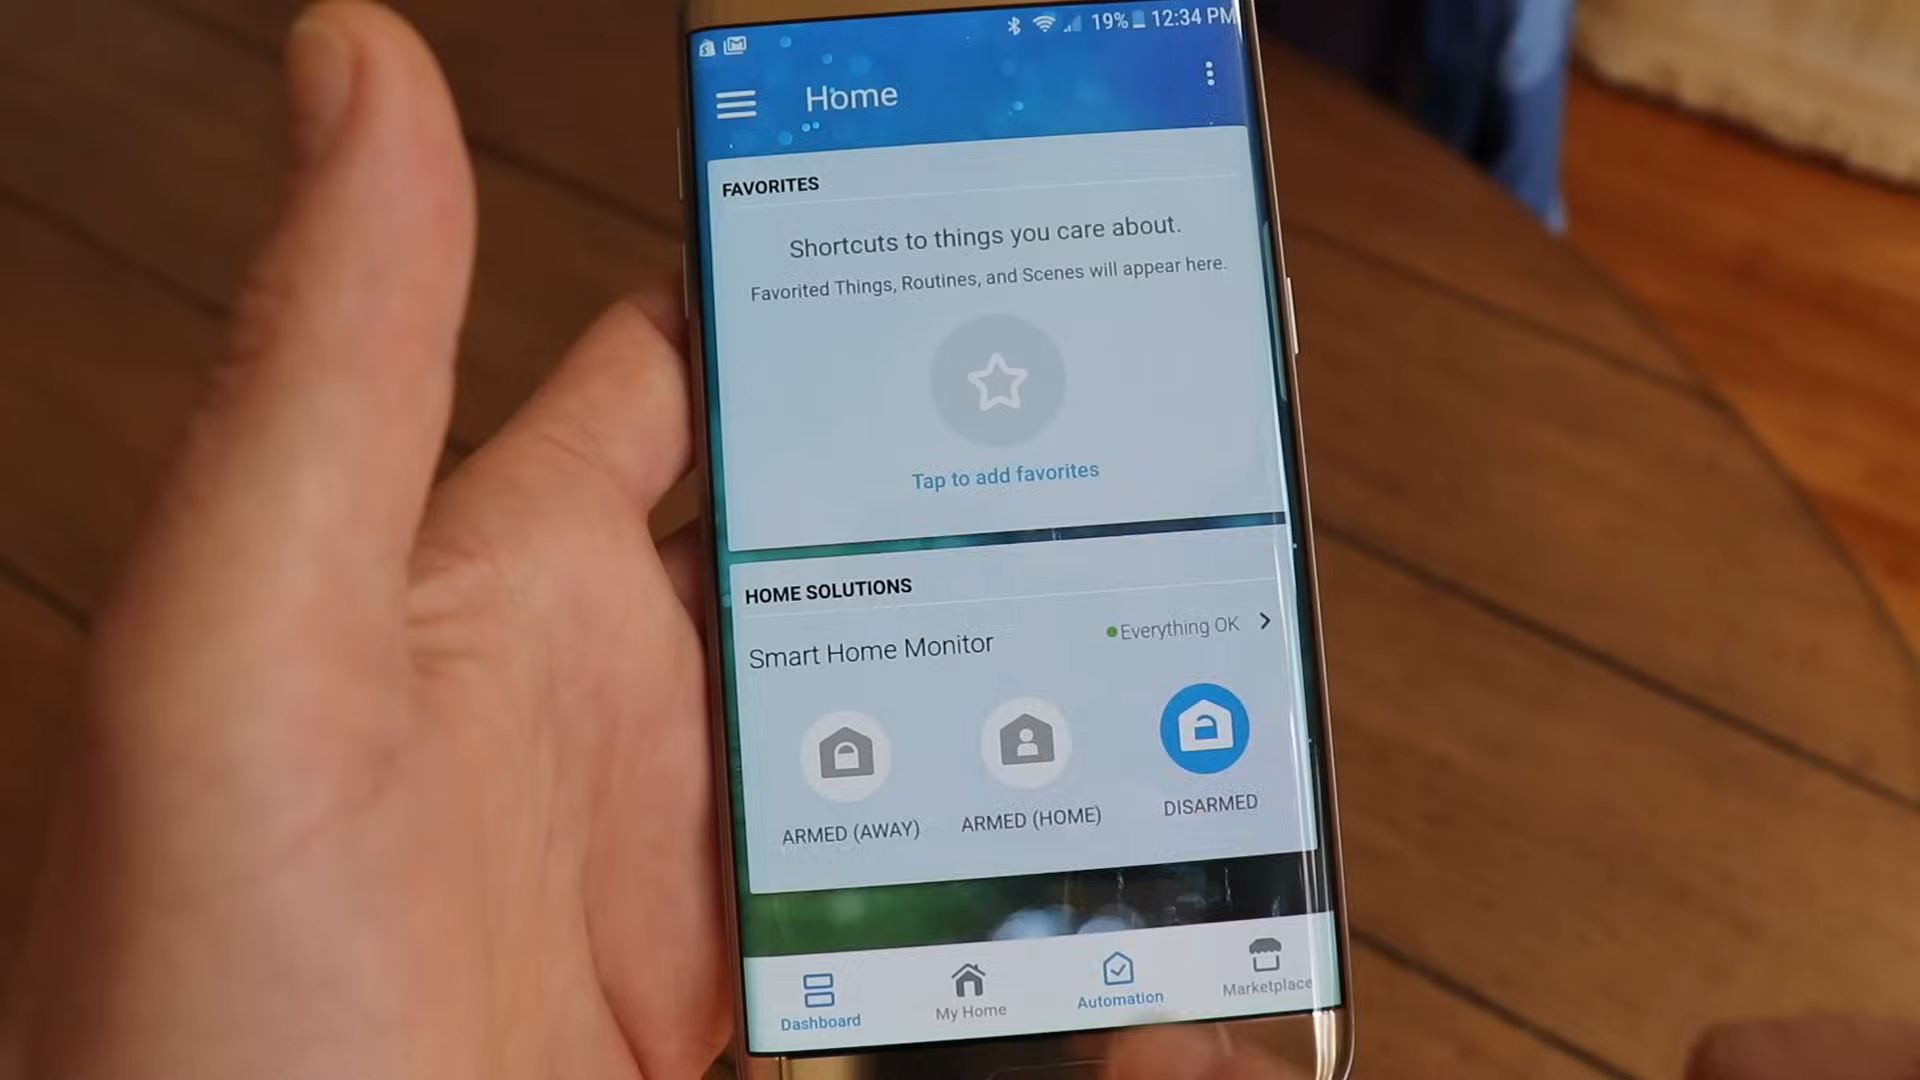 19% 12:34 PM
Home
FAVORITES
Shortcuts to things you care about.
Favorited Things, Routines, and Scenes will appear here.
Tap to add favorites
HOME SOLUTIONS
Smart Home Monitor
Everything OK
ARMED (AWAY)
ARMED (HOME)
DISARMED
Dashboard
My Home
Automation
Marketplace